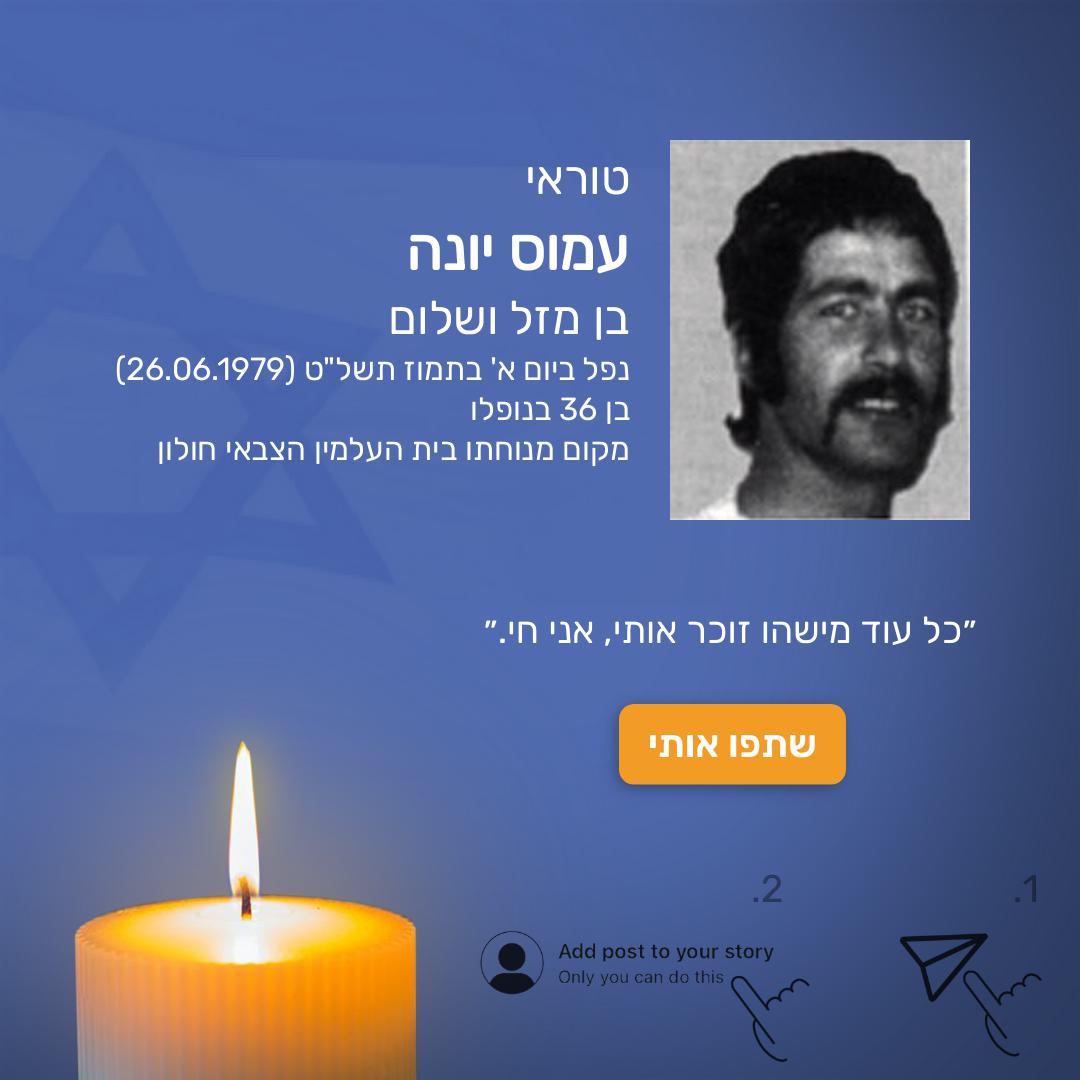 טוראי
עמוס יונה
בן מזל ושלום
נפל ביום א' בתמוז תשל"ט (26.06.1979)
בן 36 בנופלו
מקום מנוחתו בית העלמין הצבאי חולון
״כל עוד מישהו זוכר אותי, אני חי.״
שתפו אותי
.1
.2
Add post to your story
Only you can do this